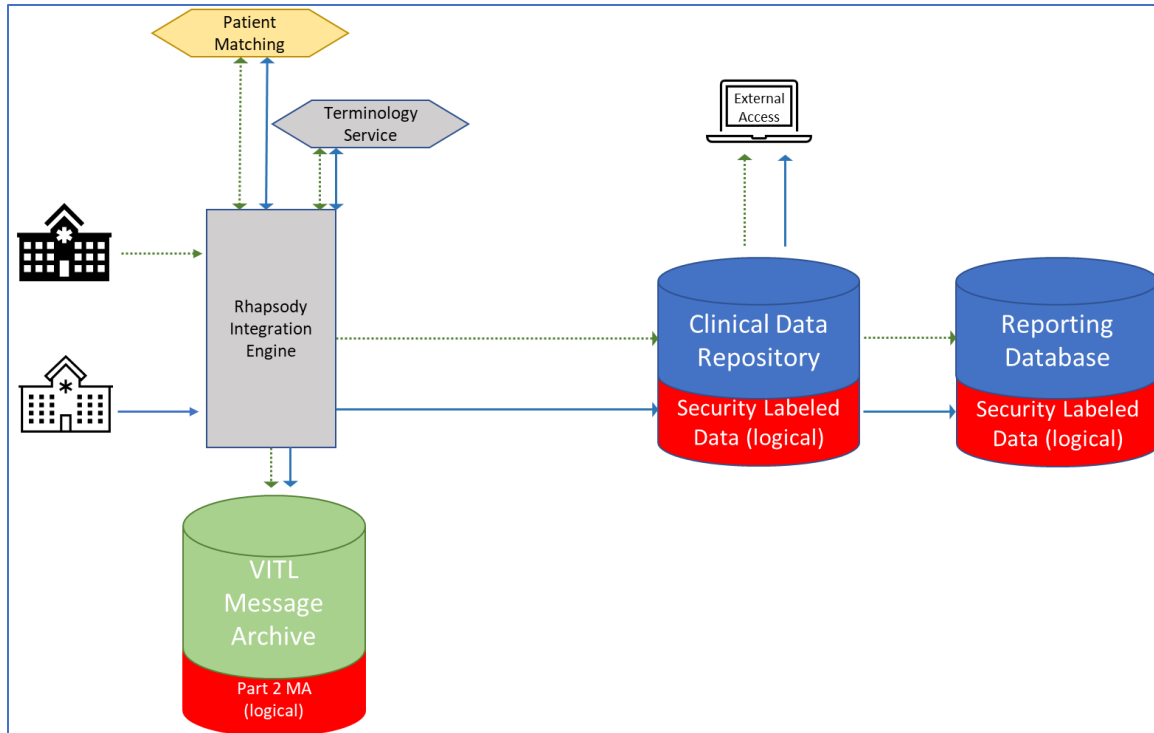 Patient
Matching
Terminology
Service
External
Access
Rhapsody
Integration
Engine
Clinical Data
Repository
Security Labeled
Data (logical)
Reporting
Database
Security Labeled
Data (logical)
VITL
Message
Archive
Part 2 MA
(logical)